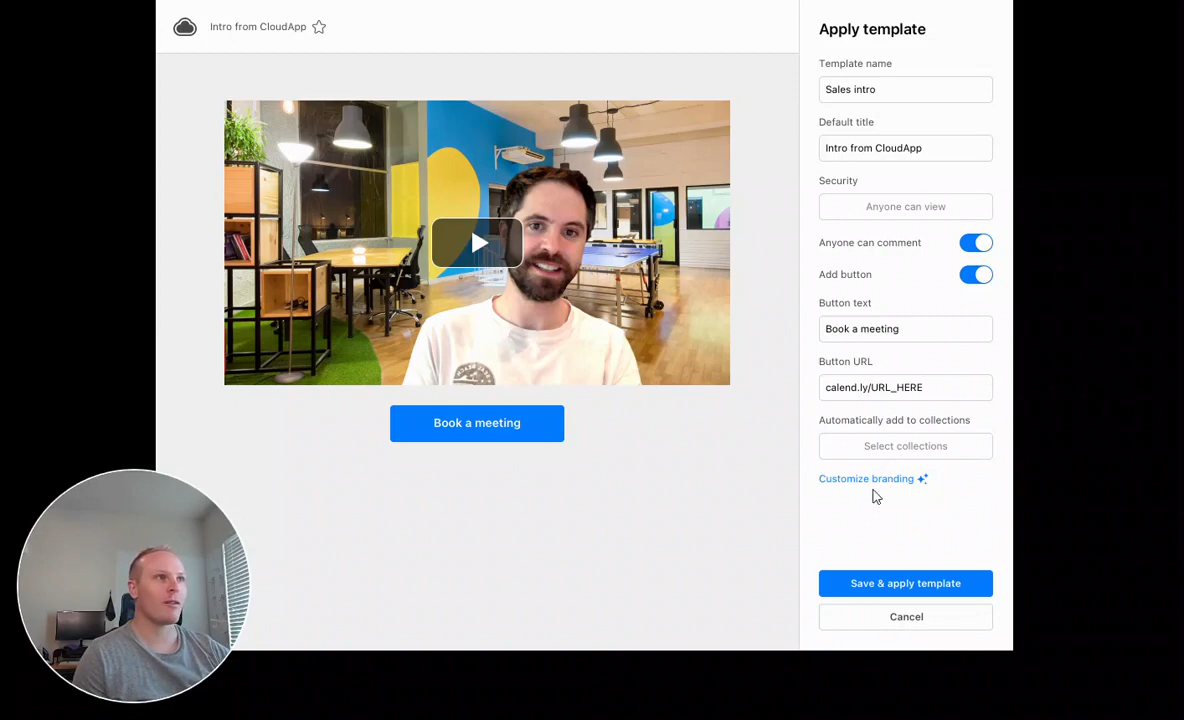 Intro from CloudApp
Book a meeting
Apply template
Template name
Sales intro
Default title
Intro from CloudApp
Security
Anyone can view
Anyone can comment
Add button
Button text
Book a meeting
Button URL
calend.ly/URL_HERE
Automatically add to collections
Select collections
Customize branding
Save & apply template
Cancel